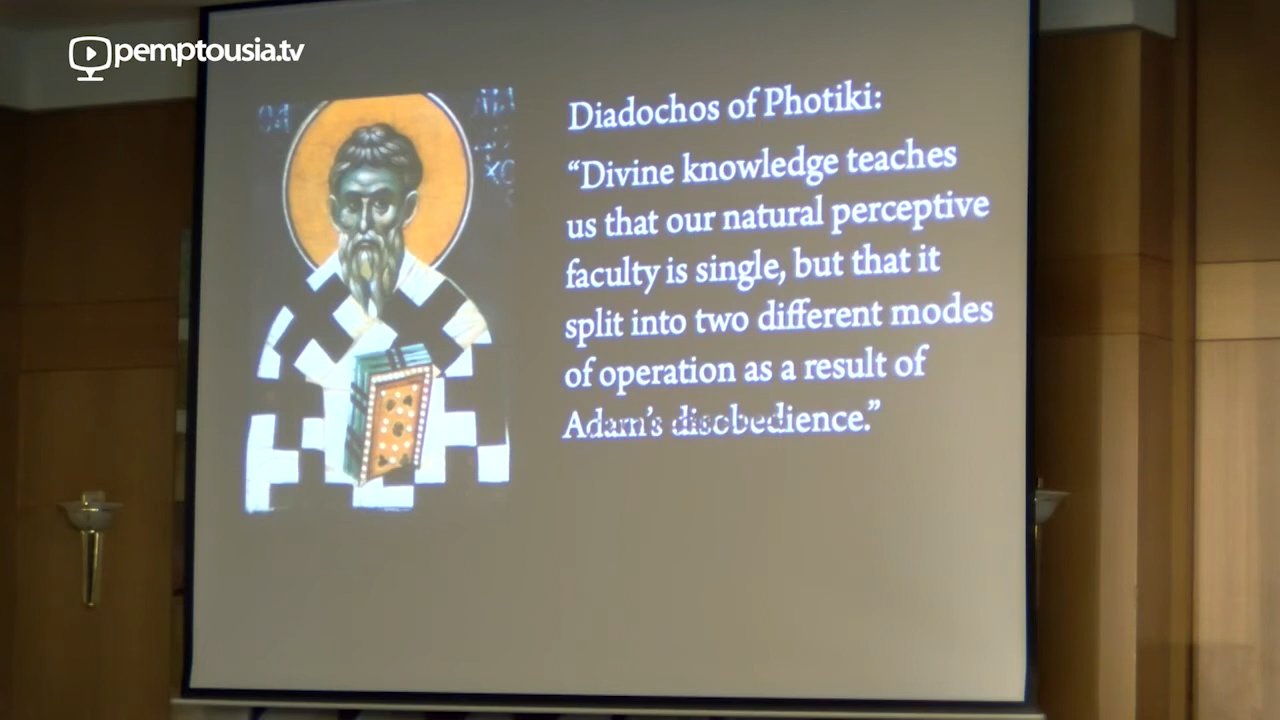 pemptousia.tv
Diadochos of Photiki:
“Divine knowledge teaches
us that our natural perceptive
faculty is single, but that it
split into two different modes
of operation as a result of
Adam’s disobedience.”